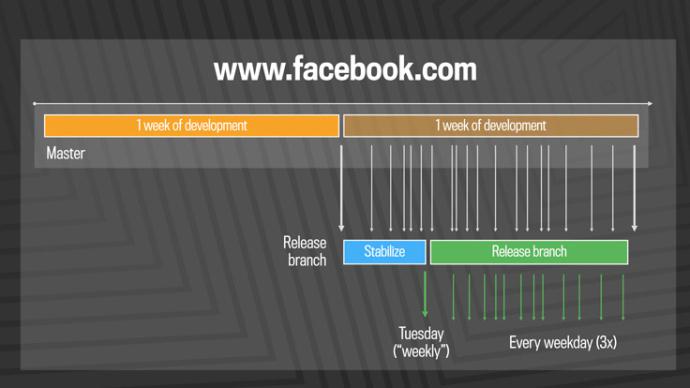 www.facebook.com
1 week of development
1 week of development
Master
Release
branch
Stabilize
Release branch
Tuesday
("weekly")
Every weekday (3x)